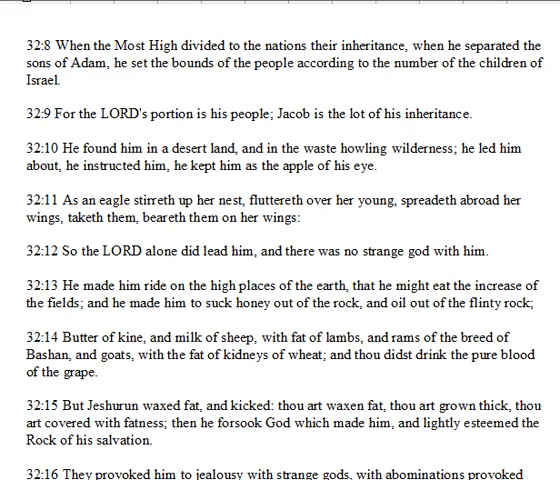 32:8 When the Most High divided to the nations their inheritance, when he separated the
sons of Adam, he set the bounds of the people according to the number of the children of
Israel.
32:9 For the LORD's portion is his people; Jacob is the lot of his inheritance.
32:10 He found him in a desert land, and in the waste howling wilderness; he led him
about, he instructed him, he kept him as the apple of his eye.
32:11 As an eagle stirreth up her nest, fluttereth over her young, spreadeth abroad her
wings, taketh them, beareth them on her wings:
32:12 So the LORD alone did lead him, and there was no strange god with him.
32:13 He made him ride on the high places of the earth, that he might eat the increase of
the fields; and he made him to suck honey out of the rock, and oil out of the flinty rock;
32:14 Butter of kine, and milk of sheep, with fat of lambs, and rams of the breed of
Bashan, and goats, with the fat of kidneys of wheat; and thou didst drink the pure blood
of the grape.
32:15 But Jeshurun waxed fat, and kicked: thou art waxen fat, thou art grown thick, thou
art covered with fatness; then he forsook God which made him, and lightly esteemed the
Rock of his salvation.
32:16 They provoked him to jealousy with strange gods, with abominations provoked